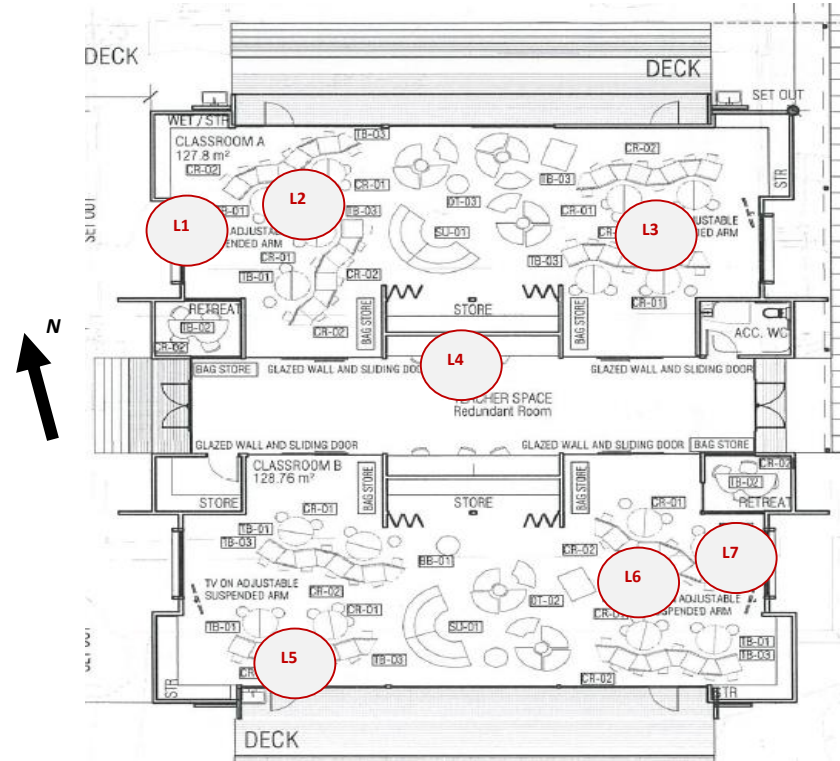 DECK
DECK
SET OUT
WET / STR
TB-03
CLASSROOM A
127.8 m²
CR-02
CR-02
CR-01
TB-03
STR
L2
DT-03
CR-01
TB-03
CR-01
SET OUT
L1
ADJUSTABLE
SU-01
L3
ADJUSTABLE
CR-01
TB-03
TB-01
CR-02
CR-01
N
RETREAT
STORE
TB-02
CR-02
BAG STORE
BAG STORE
ACC. WC
CR-02
L4
BAG STORE
GLAZED WALL AND SLIDING
GLAZED WALL AND SLIDING DOOR
TEACHER SPACE
Redundant Room
GLAZED WALL AND SLIDING DOOR
GLAZED WALL AND SLIDING DOOR
BAG STORE
CLASSROOM B
128.76 m²
CR-02
TB-02
STORE
BAG STORE
STORE
BAG STORE
RETREAT
CR-01
CR-01
TB-01
TB-03
BB-01
CR-02
L7
TV ON ADJUSTABLE
SUSPENDED ARM
CR-02
L6
DT-02
ADJUSTABLE
SUSPENDED ARM
CR-01
TB-01
SU-01
TB-01
TB-03
L5
TB-03
CR-02
STR
STR
DECK